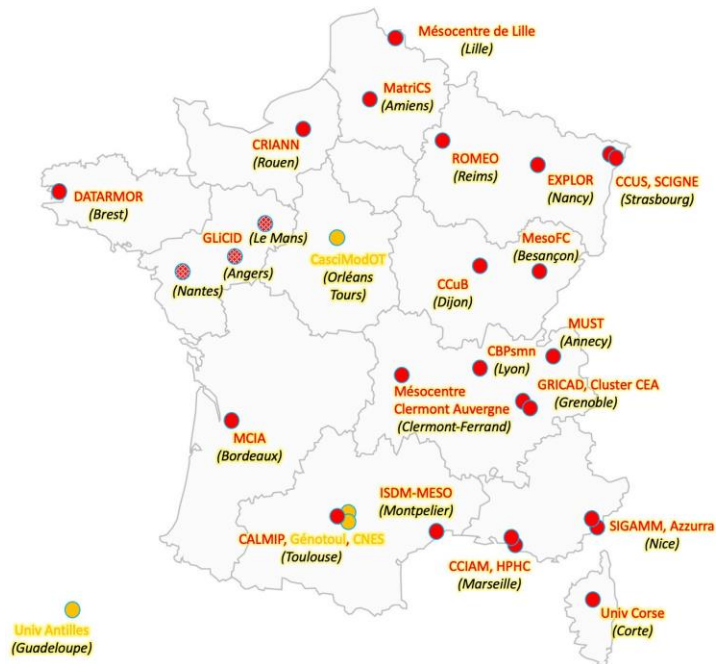 Mésocentre de Lille
(Lille)
MatriCS
(Amiens)
CRIANN
(Rouen)
ROMEO
(Reims)
EXPLOR
(Nancy)
CCUS, SCIGNE
(Strasbourg)
DATARMOR
(Brest)
GLiCID
(Le Mans)
(Angers)
(Nantes)
CasciModOT
(Orléans
Tours)
MesoFC
(Besançon)
CCuB
(Dijon)
MUST
(Annecy)
CBPsmn
(Lyon)
GRICAD, Cluster CEA
(Grenoble)
Mésocentre
Clermont Auvergne
(Clermont-Ferrand)
MCIA
(Bordeaux)
ISDM-MESO
(Montpelier)
CALMIP, Génotoul, CNES
(Toulouse)
CCIAM, HPHC
(Marseille)
SIGAMM, Azzurra
(Nice)
Univ Corse
(Corte)
Univ Antilles
(Guadeloupe)